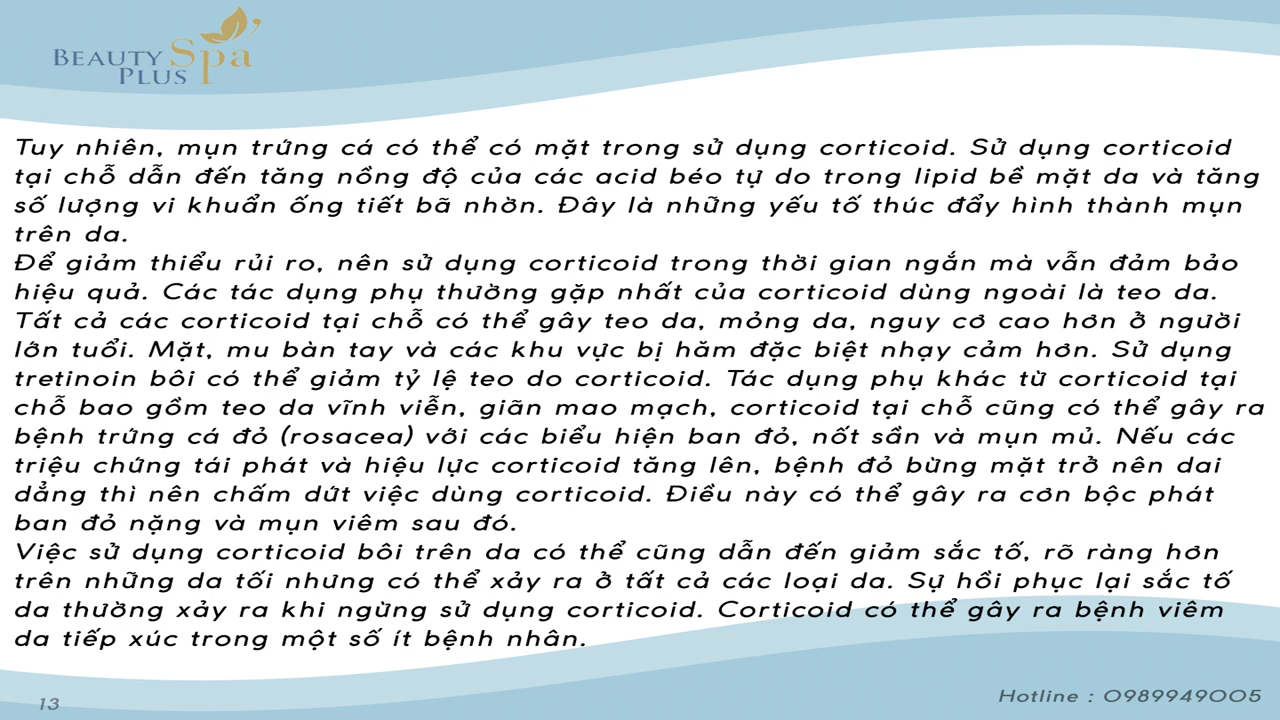 BEAUTY Spa
PLUS
Tuy nhiên, mụn trứng cá có thể có mặt trong sử dụng corticoid. Sử dụng corticoid
tại chỗ dẫn đến tăng nồng độ của các acid béo tự do trong lipid bề mặt da và tăng
số lượng vi khuẩn ống tiết bã nhờn. Đây là những yếu tố thúc đẩy hình thành mụn
trên da.
Để giảm thiểu rủi ro, nên sử dụng corticoid trong thời gian ngắn mà vẫn đảm bảo
hiệu quả. Các tác dụng phụ thường gặp nhất của corticoid dùng ngoài là teo da.
Tất cả các corticoid tại chỗ có thể gây teo da, mỏng da, nguy cơ cao hơn ở người
lớn tuổi. Mặt, mu bàn tay và các khu vực bị hăm đặc biệt nhạy cảm hơn. Sử dụng
tretinoin bôi có thể giảm tỷ lệ teo do corticoid. Tác dụng phụ khác từ corticoid tại
chỗ bao gồm teo da vĩnh viễn, giãn mao mạch, corticoid tại chỗ cũng có thể gây ra
bệnh trứng cá đỏ (rosacea) với các biểu hiện ban đỏ, nốt sần và mụn mủ. Nếu các
triệu chứng tái phát và hiệu lực corticoid tăng lên, bệnh đỏ bừng mặt trở nên dai
dẳng thì nên chấm dứt việc dùng corticoid. Điều này có thể gây ra cơn bộc phát
ban đỏ nặng và mụn viêm sau đó.
Việc sử dụng corticoid bôi trên da có thể cũng dẫn đến giảm sắc tố, rõ ràng hơn
trên những da tối nhưng có thể xảy ra ở tất cả các loại da. Sự hồi phục lại sắc tố
da thường xảy ra khi ngừng sử dụng corticoid. Corticoid có thể gây ra bệnh viêm
da tiếp xúc trong một số ít bệnh nhân.
13
Hotline : 0989949005